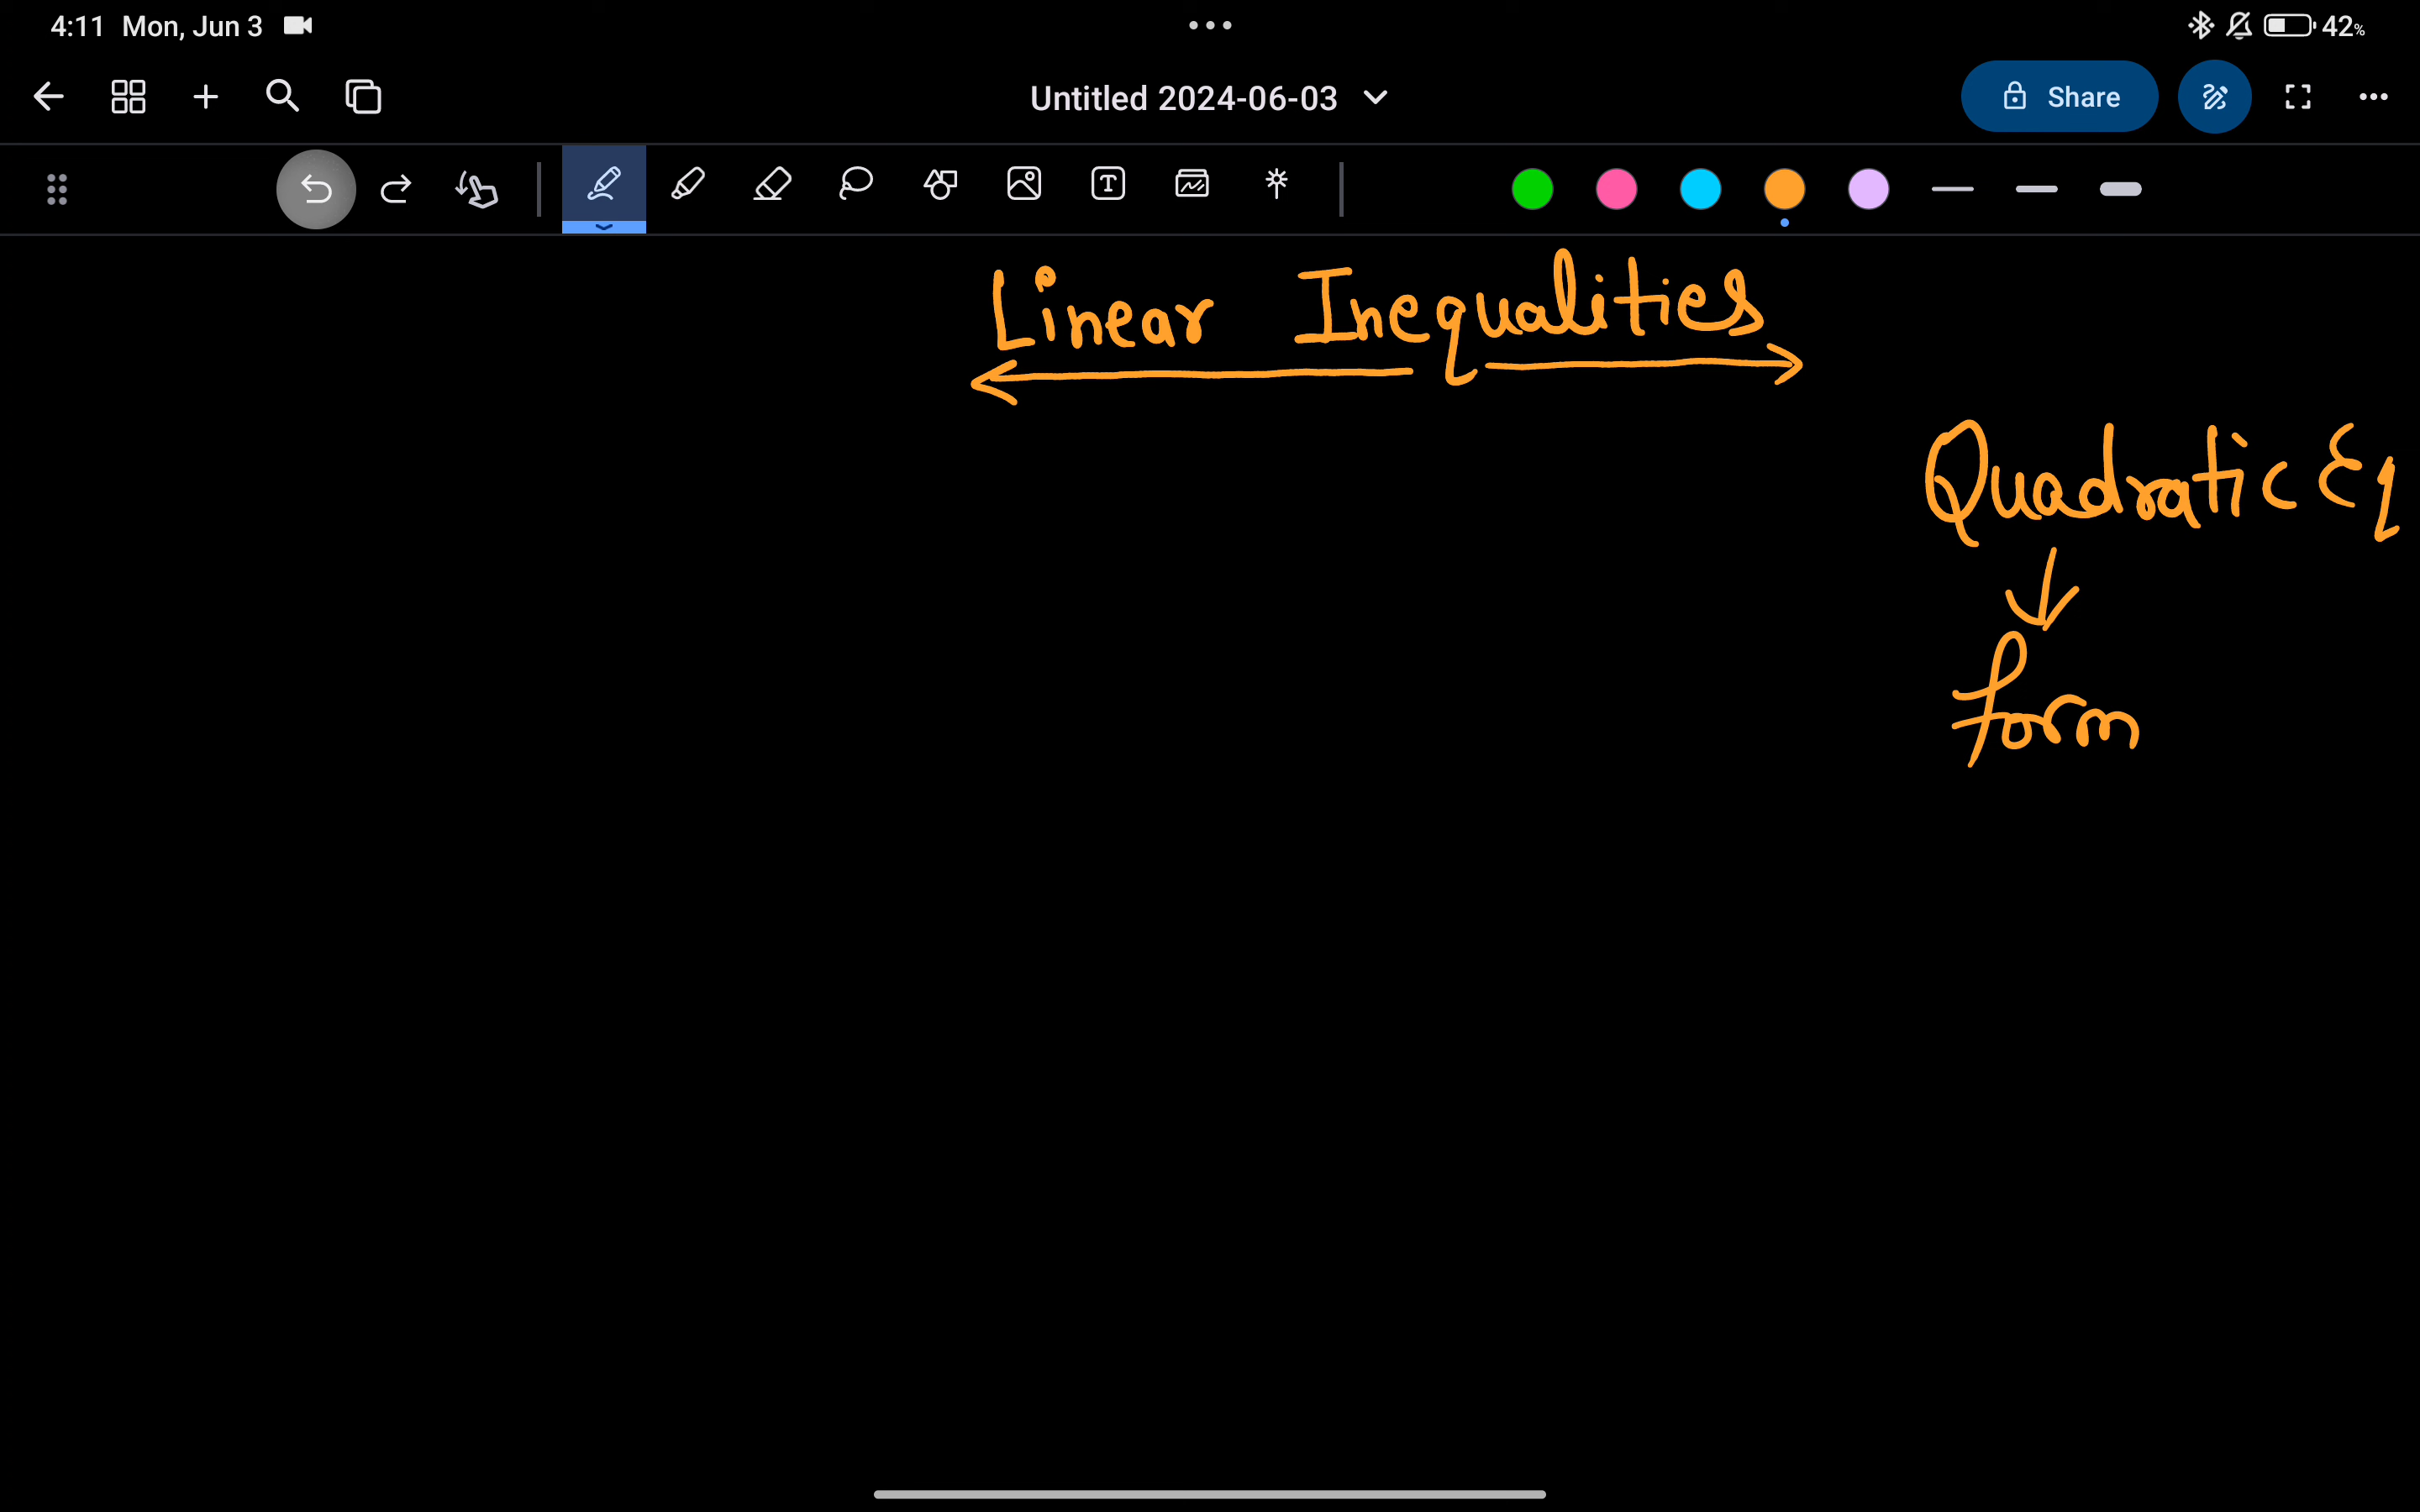 4:11 Mon, Jun 3 42%
Untitled 2024-06-03 Share
Linear Inequalities
Quadratic Eq
form